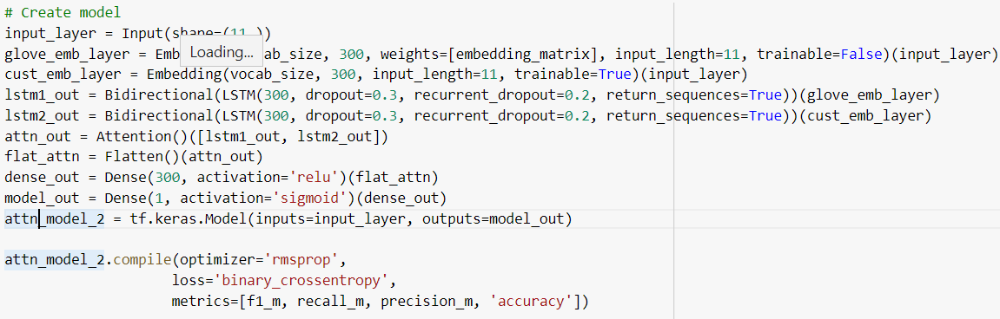 # Create model
input_layer = Input(shape=(11,))
Loading...
glove_emb_layer = Emb ab_size, 300, weights=[embedding_matrix], input_length=11, trainable=False)(input_layer)
cust_emb_layer = Embedding(vocab_size, 300, input_length=11, trainable=True)(input_layer)
lstm1_out = Bidirectional(LSTM(300, dropout=0.3, recurrent_dropout=0.2, return_sequences=True))(glove_emb_layer)
lstm2_out = Bidirectional(LSTM(300, dropout=0.3, recurrent_dropout=0.2, return_sequences=True))(cust_emb_layer)
attn_out = Attention()([lstm1_out, lstm2_out])
flat_attn = Flatten()(attn_out)
dense_out = Dense(300, activation='relu')(flat_attn)
model_out = Dense(1, activation='sigmoid')(dense_out)
attn_model_2 = tf.keras.Model(inputs=input_layer, outputs=model_out)
attn_model_2.compile(optimizer='rmsprop',
loss='binary_crossentropy',
metrics=[f1_m, recall_m, precision_m, 'accuracy'])